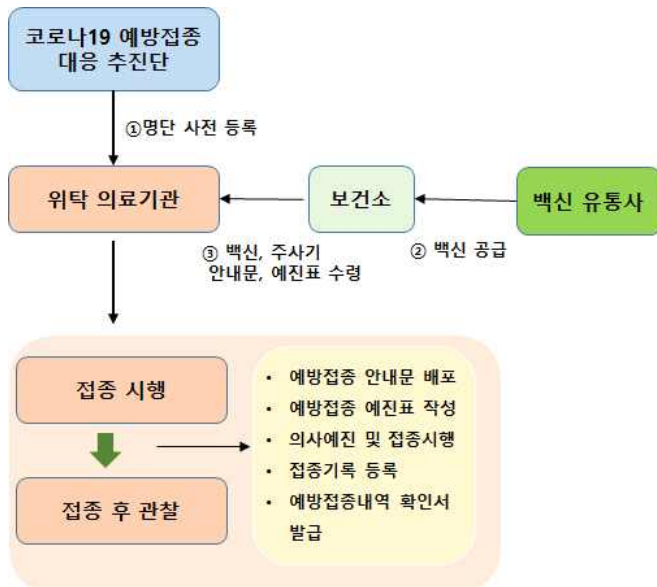 코로나19 예방접종
대응 추진단
①명단 사전 등록
위탁 의료기관
보건소
백신 유통사
③ 백신, 주사기
안내문, 예진표 수령
② 백신 공급
접종 시행
접종 후 관찰
• 예방접종 안내문 배포
• 예방접종 예진표 작성
• 의사예진 및 접종시행
• 접종기록 등록
• 예방접종내역 확인서
발급